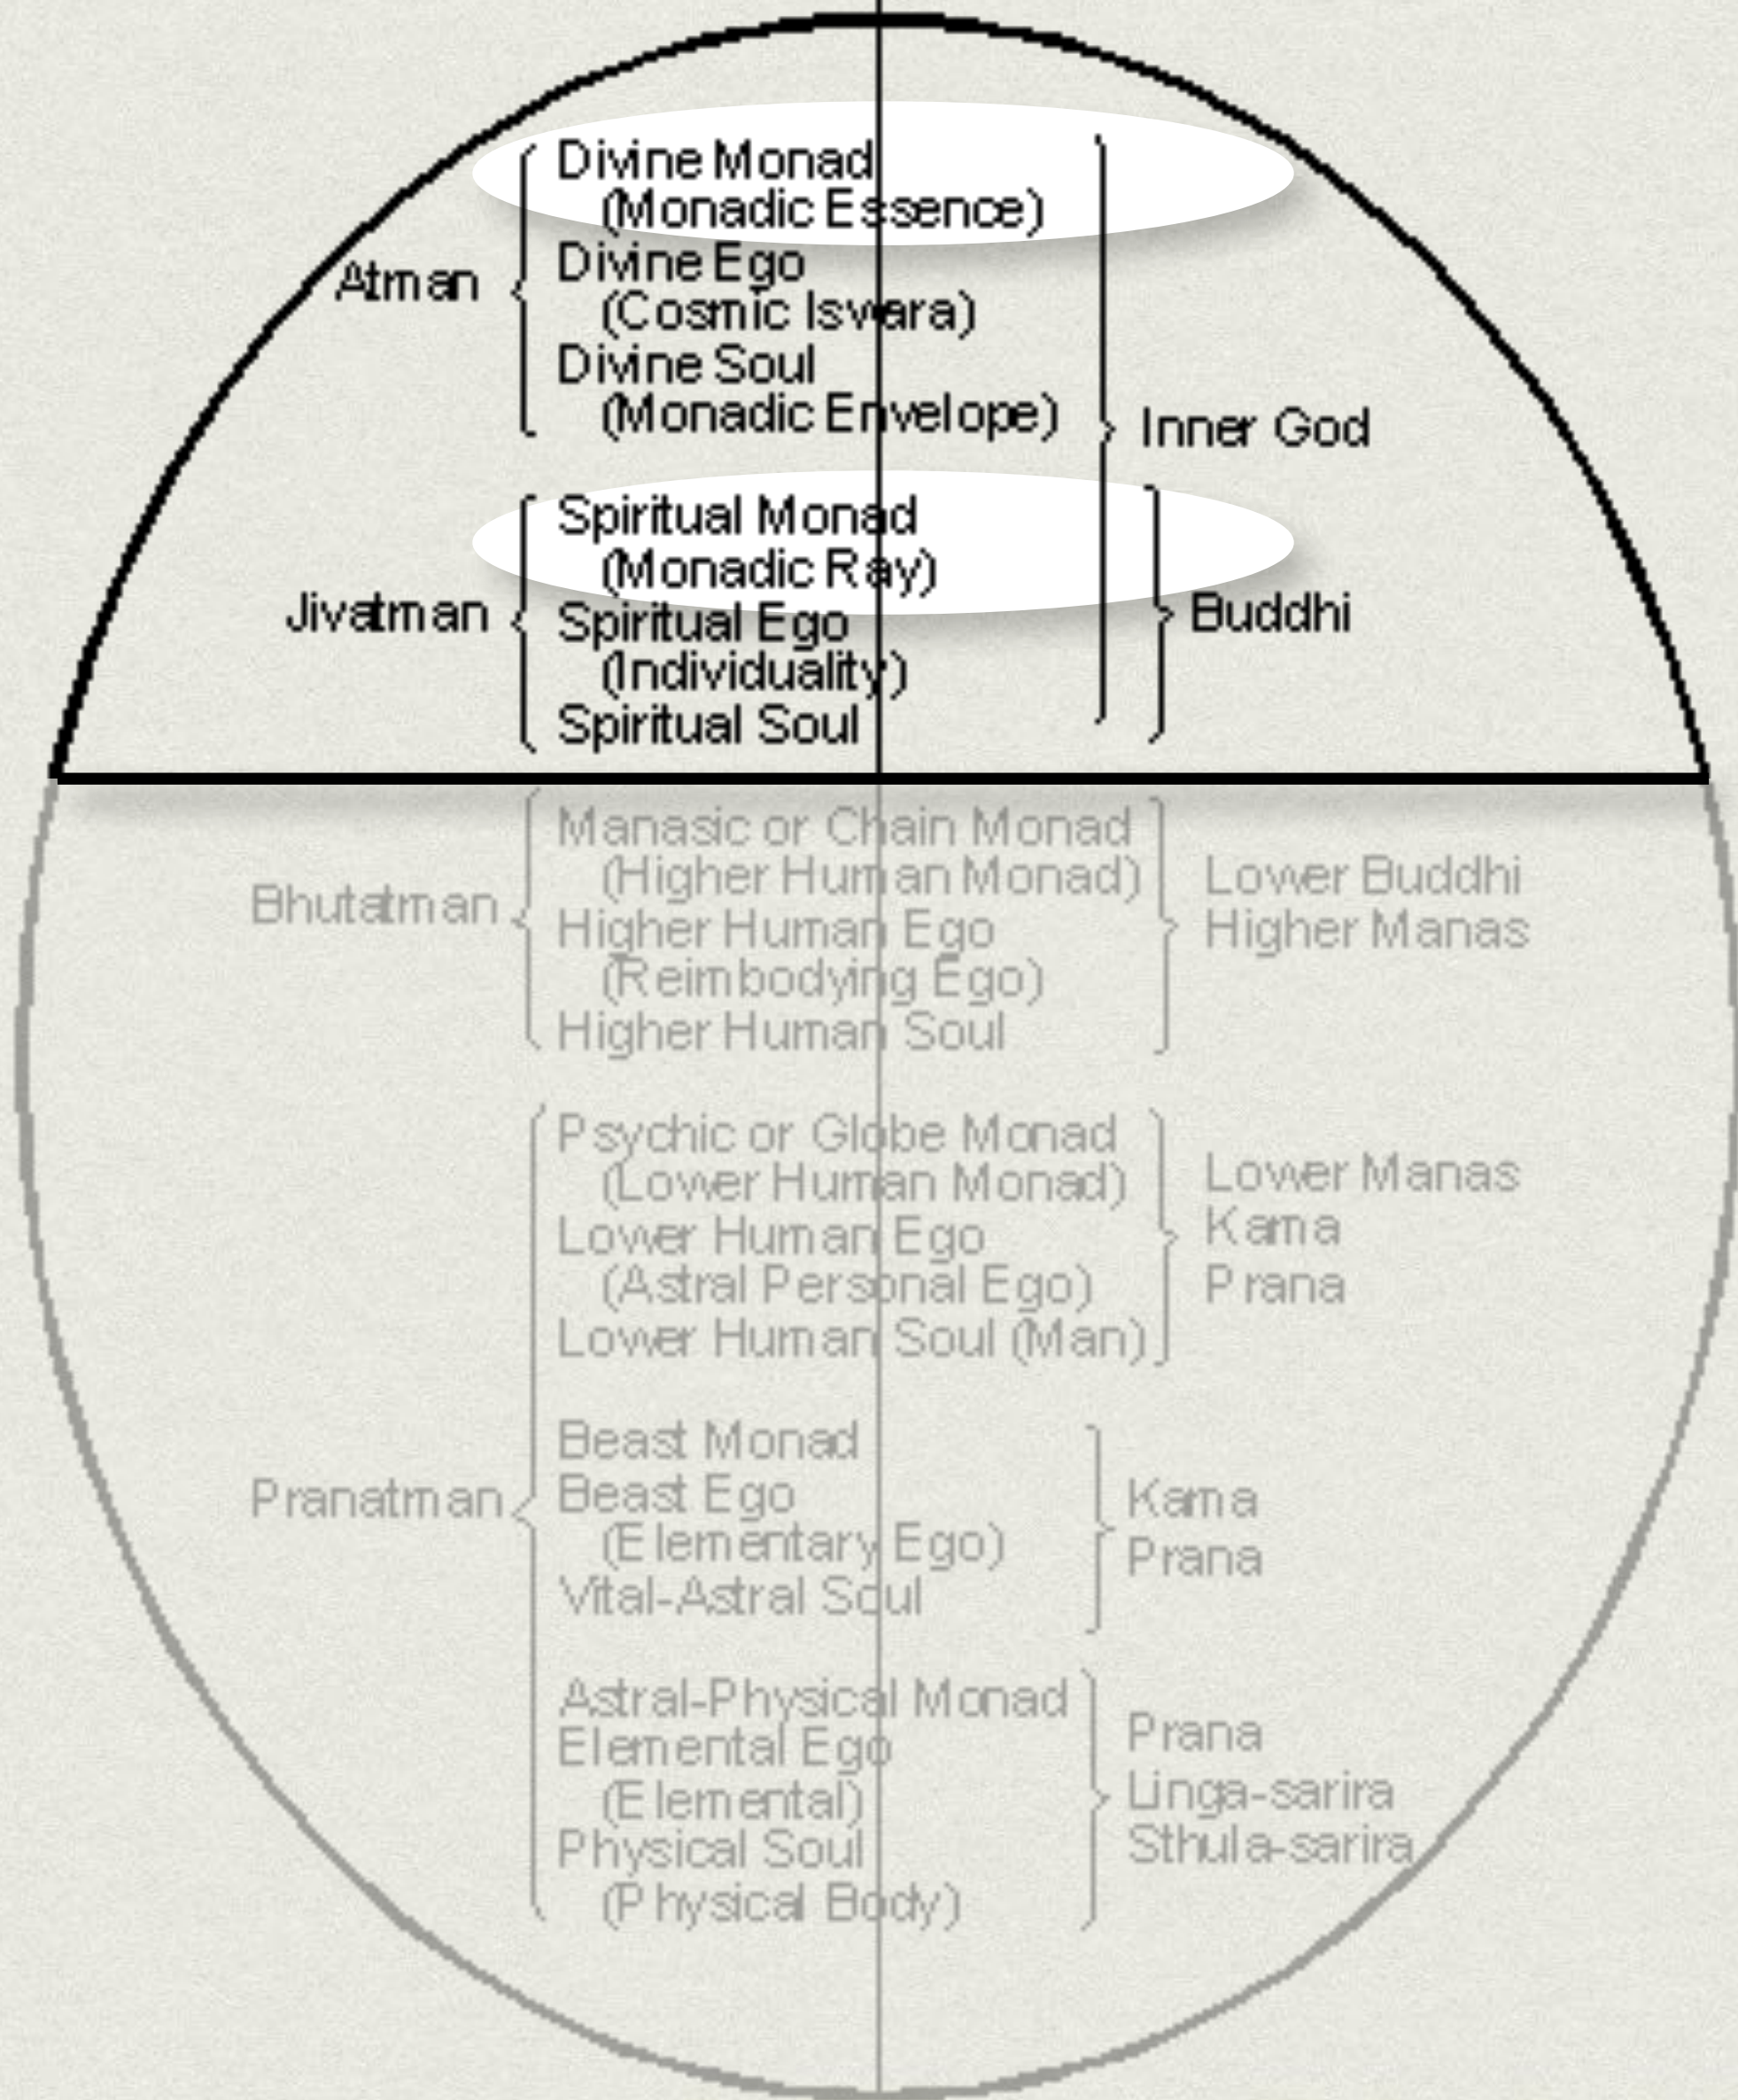 Divine Monad
(Monadic Essence)
Divine Ego
Atman
(Cosmic Iswara)
Divine Soul
(Monadic Envelope)
Inner God
Spiritual Monad
(Monadic Ray)
Jivatman
Spiritual Ego
Buddhi
(Individuality)
Spiritual Soul
Manasic or Chain Monad
(Higher Human Monad)
Lower Buddhi
Bhutatman
Higher Human Ego
Higher Manas
(Reimbodying Ego)
Higher Human Soul
Psychic or Globe Monad
(Lower Human Monad)
Lower Manas
Lower Human Ego
Kama
(Astral Personal Ego)
Prana
Lower Human Soul (Man)
Beast Monad
Pranatman
Beast Ego
Kama
(Elementary Ego)
Prana
Vital-Astral Soul
Astral-Physical Monad
Prana
Elemental Ego
(Elemental)
Linga-sarira
Physical Soul
Sthula-sarira
(Physical Body)